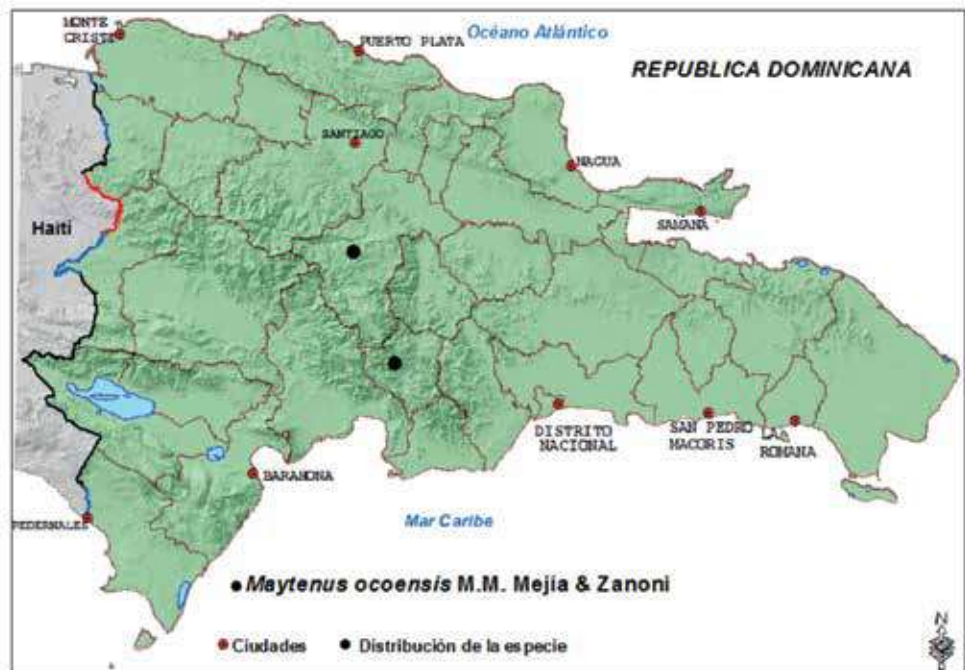 MONTE
CRISTI
PUERTO PLATA
Océano Atlántico
REPUBLICA DOMINICANA
SANTIAGO
NAGUA
SAMANÁ
Haití
DISTRITO
NACIONAL
SAN PEDRO
MACORIS
LA
ROMANA
BARAHONA
PEDERNALES
Mar Caribe
Maytenus ocoensis M.M. Mejía & Zanoni
Ciudades
Distribución de la especie
N